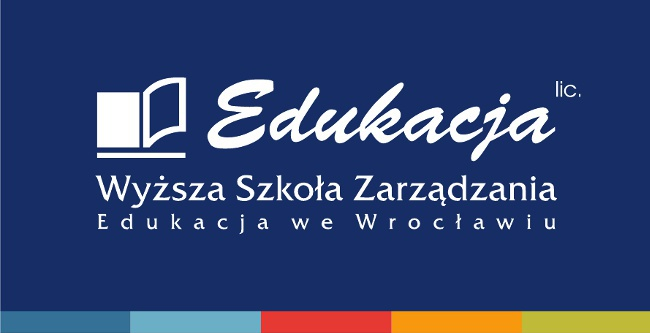 Edukacja lic.
Wyższa Szkoła Zarządzania
Edukacja we Wrocławiu